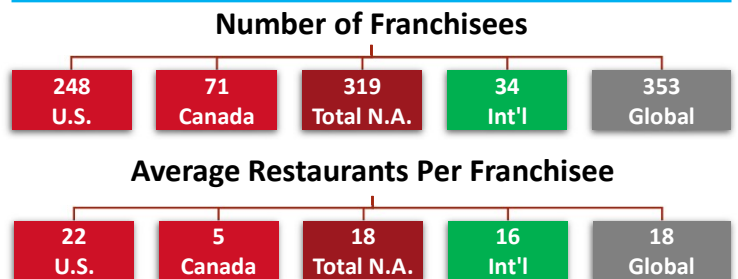 Number of Franchisees
248 71 319 34 353
U.S. Canada Total N.A. Int'l Global
Average Restaurants Per Franchisee
22 5 18 16 18
U.S. Canada Total N.A. Int'l Global